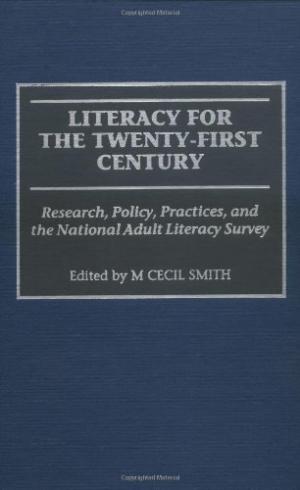 LITERACY FOR
THE TWENTY-FIRST
CENTURY
Research, Policy, Practices, and
the National Adult Literacy Survey
Edited by M CECIL SMITH